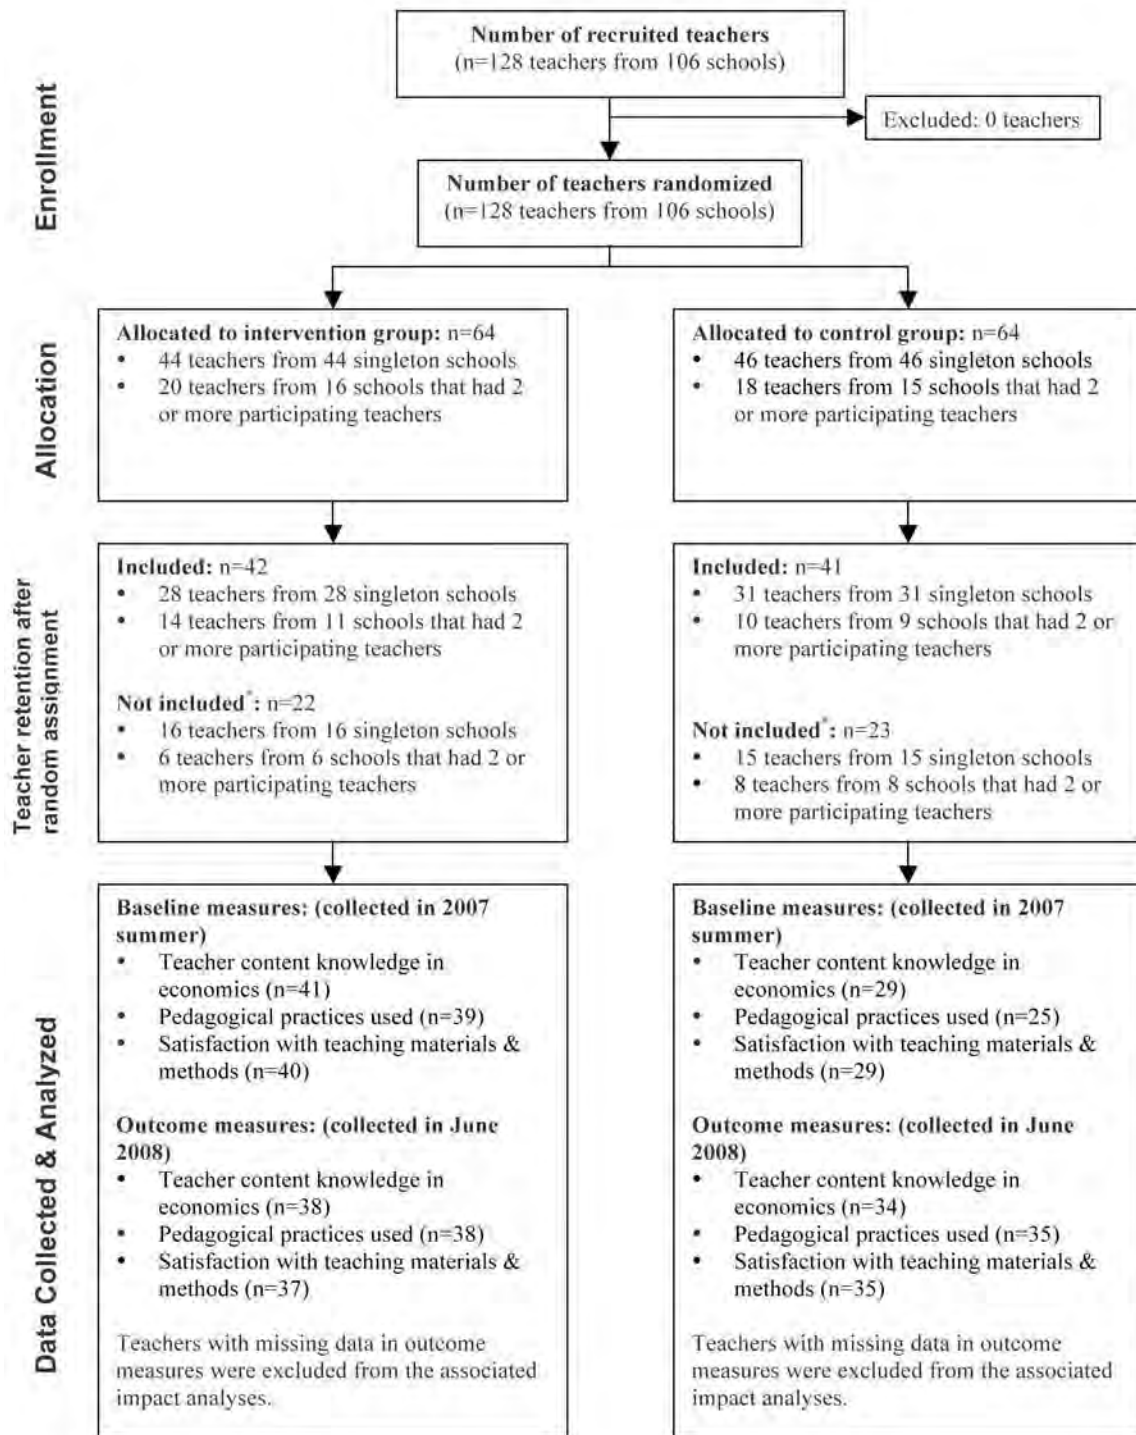 Enrollment
Number of recruited teachers
(n=128 teachers from 106 schools)
Excluded: 0 teachers
Number of teachers randomized
(n=128 teachers from 106 schools)
Allocation
Allocated to intervention group: n=64
• 44 teachers from 44 singleton schools
• 20 teachers from 16 schools that had 2
or more participating teachers
Allocated to control group: n=64
• 46 teachers from 46 singleton schools
• 18 teachers from 15 schools that had 2
or more participating teachers
Teacher retention after
random assignment
Included: n=42
• 28 teachers from 28 singleton schools
• 14 teachers from 11 schools that had 2
or more participating teachers
Not included*: n=22
• 16 teachers from 16 singleton schools
• 6 teachers from 6 schools that had 2 or
more participating teachers
Included: n=41
• 31 teachers from 31 singleton schools
• 10 teachers from 9 schools that had 2 or
more participating teachers
Not included*: n=23
• 15 teachers from 15 singleton schools
• 8 teachers from 8 schools that had 2 or
more participating teachers
Data Collected & Analyzed
Baseline measures: (collected in 2007
summer)
• Teacher content knowledge in
economics (n=41)
• Pedagogical practices used (n=39)
• Satisfaction with teaching materials &
methods (n=40)
Outcome measures: (collected in June
2008)
• Teacher content knowledge in
economics (n=38)
• Pedagogical practices used (n=38)
• Satisfaction with teaching materials &
methods (n=37)
Teachers with missing data in outcome
measures were excluded from the associated
impact analyses.
Baseline measures: (collected in 2007
summer)
• Teacher content knowledge in
economics (n=29)
• Pedagogical practices used (n=25)
• Satisfaction with teaching materials &
methods (n=29)
Outcome measures: (collected in June
2008)
• Teacher content knowledge in
economics (n=34)
• Pedagogical practices used (n=35)
• Satisfaction with teaching materials &
methods (n=35)
Teachers with missing data in outcome
measures were excluded from the associated
impact analyses.